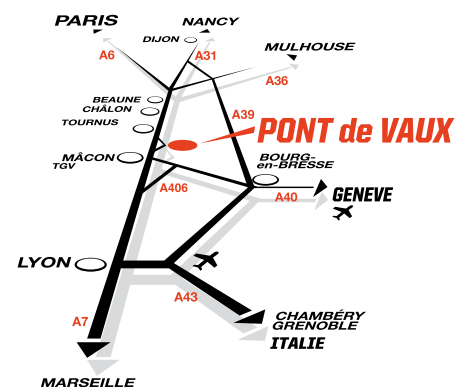 PARIS
NANCY
DIJON
MULHOUSE
A6
A31
A36
BEAUNE
CHÂLON
TOURNUS
A39
PONT de VAUX
MÂCON
TGV
BOURG-
en-BRESSE
A406
A40
GENEVE
LYON
A43
A7
CHAMBÉRY
GRENOBLE
ITALIE
MARSEILLE